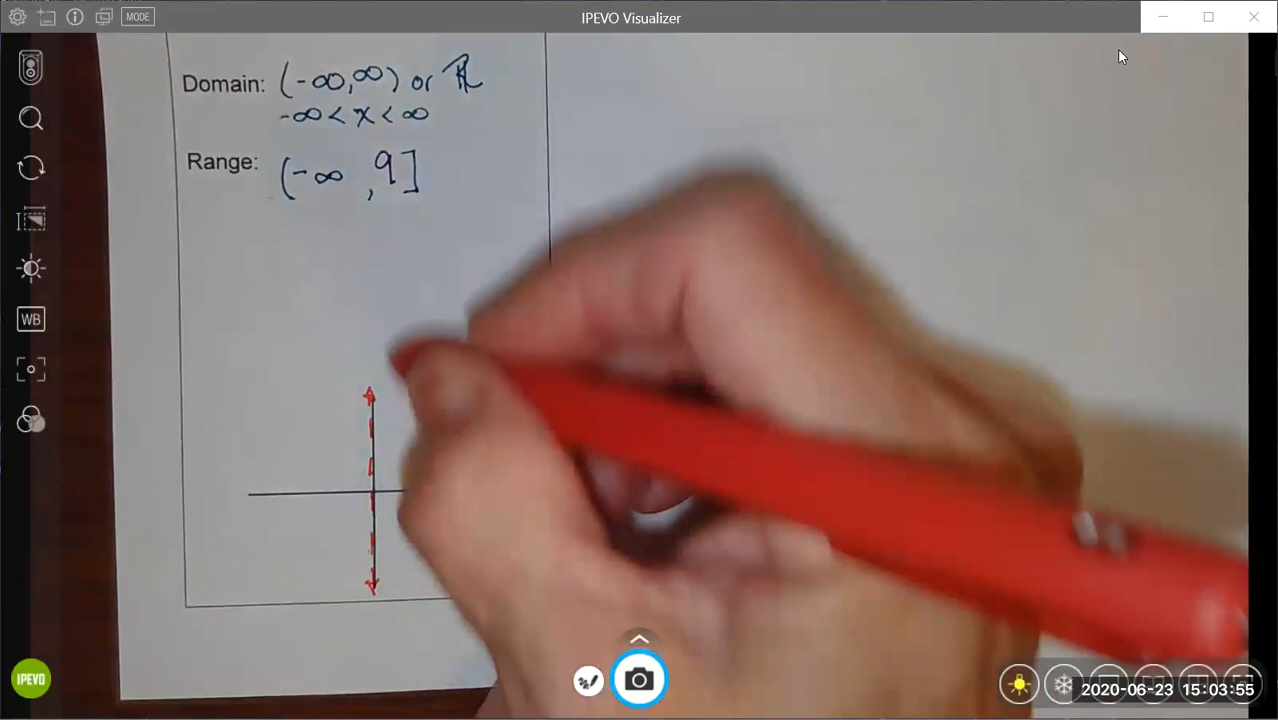 MODE
IPEVO Visualizer
Domain: (-∞,∞) or ℝ
-∞ < x < ∞
Range: (-∞, 9]
WB
IPEVO
2020-06-23 15:03:55